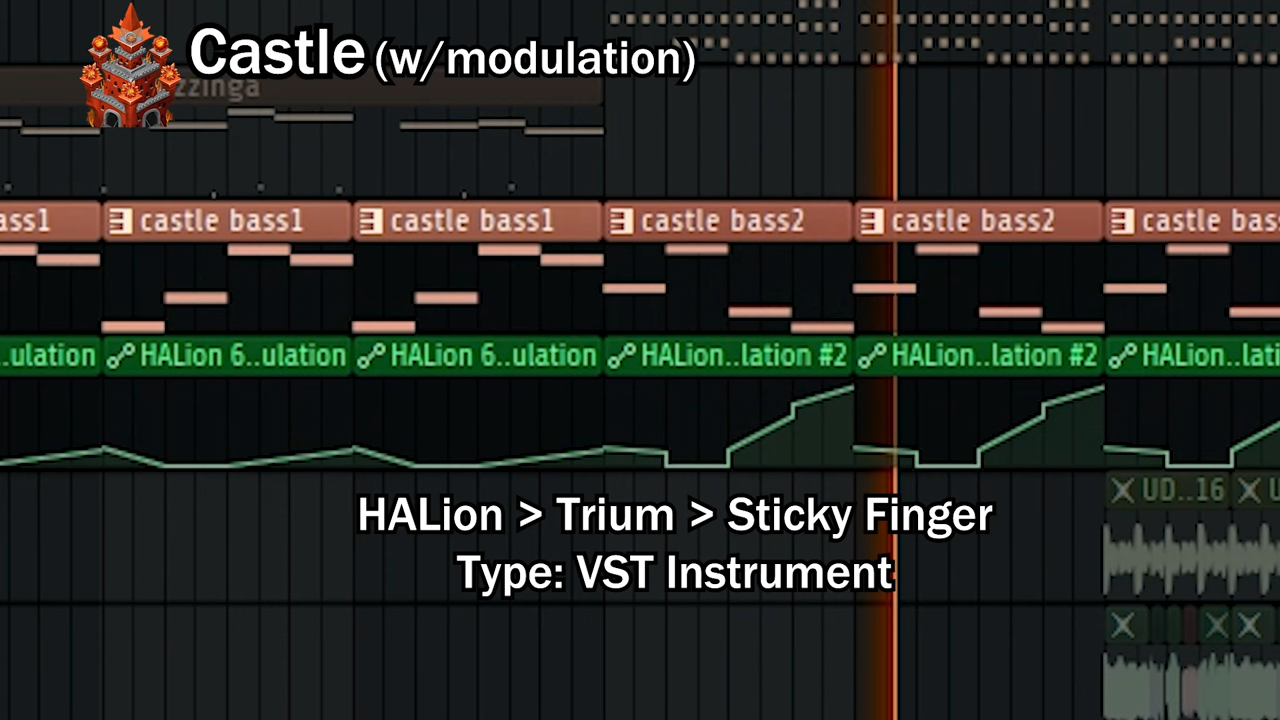 Castle (w/modulation)
zzinga
ass1 castle bass1 castle bass1 castle bass2 castle bass2 castle bas
..ulation HALion 6..ulation HALion 6..ulation HALion..lation #2 HALion..lation #2 HALion..lati
HALion > Trium > Sticky Finger
UD..16 U
Type: VST Instrument